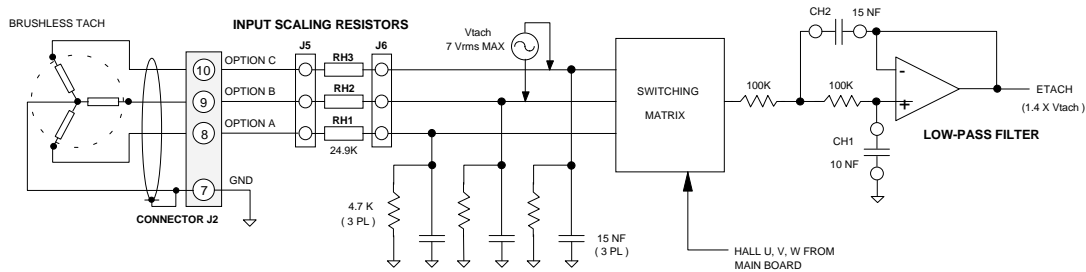 BRUSHLESS TACH
INPUT SCALING RESISTORS
J5
J6
Vtach
7 Vrms MAX
CH2
15 NF
10
OPTION C
RH3
9
OPTION B
RH2
8
OPTION A
RH1
24.9K
7
GND
CONNECTOR J2
4.7 K
( 3 PL )
15 NF
(3 PL)
SWITCHING
MATRIX
HALL U, V, W FROM
MAIN BOARD
100K
100K
-
+
CH1
10 NF
LOW-PASS FILTER
ETACH
(1.4 X Vtach )